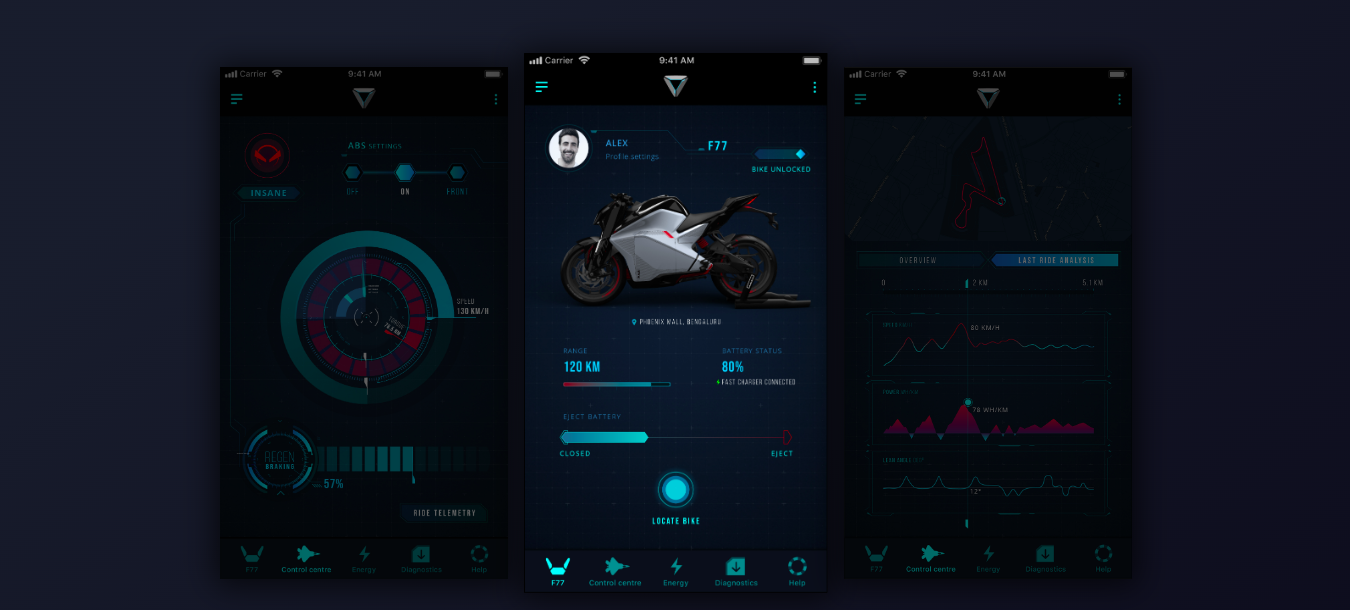 Carrier
9:41 AM
ABS SETTINGS
INSANE
OFF
ON
FRONT
SPEED
130 KM/H
REGEN
BRAKING
57%
RIDE TELEMETRY
F77
Control centre
Energy
Diagnostics
Help
Carrier
9:41 AM
ALEX
Profile settings
F77
BIKE UNLOCKED
PHOENIX MALL, BENGALURU
RANGE
120 KM
BATTERY STATUS
80%
FAST CHARGER CONNECTED
EJECT BATTERY
CLOSED
EJECT
LOCATE BIKE
F77
Control centre
Energy
Diagnostics
Help
Carrier
9:41 AM
OVERVIEW
LAST RIDE ANALYSIS
0
2 KM
5.1 KM
80 KM/H
78 WH/KM
LEAN ANGLE
12°
F77
Control centre
Energy
Diagnostics
Help